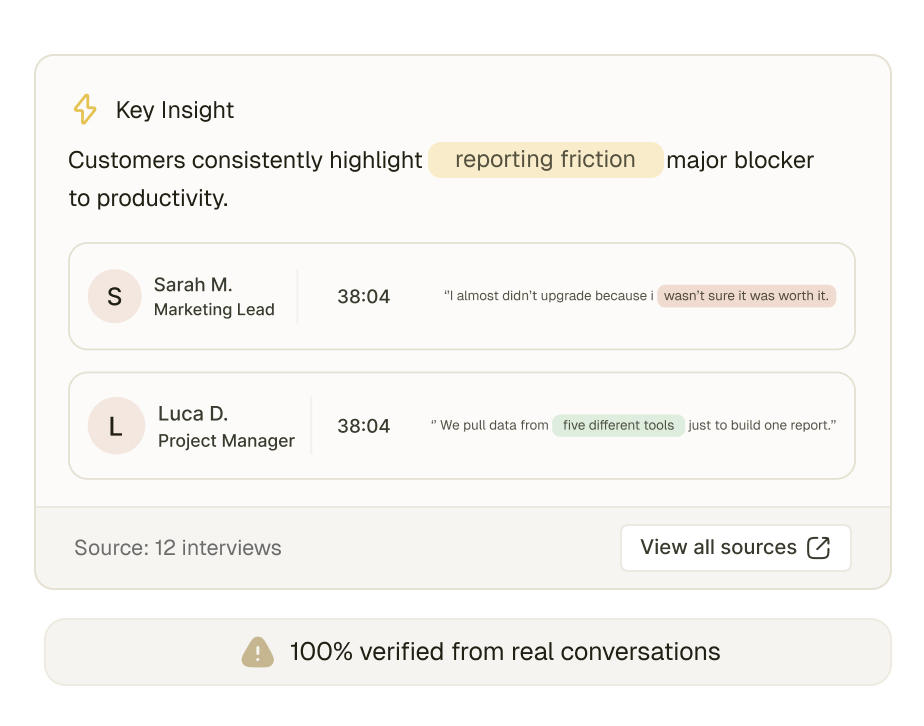 Key Insight
Customers consistently highlight reporting friction major blocker
to productivity.
S
Sarah M.
Marketing Lead
38:04
“I almost didn’t upgrade because i wasn’t sure it was worth it.
L
Luca D.
Project Manager
38:04
“ We pull data from five different tools just to build one report.”
Source: 12 interviews
View all sources
100% verified from real conversations